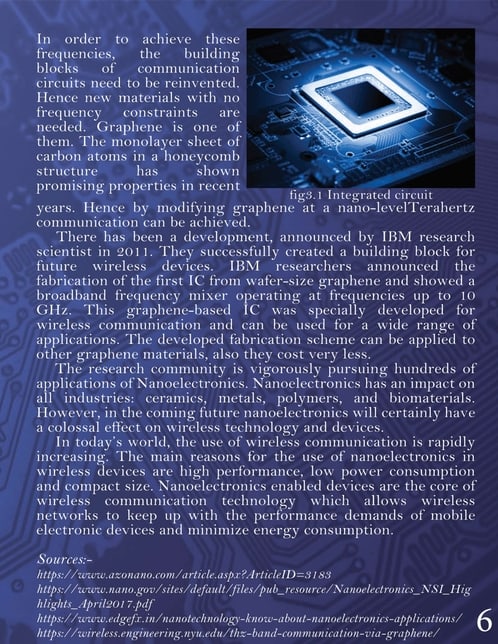 In order to achieve these
frequencies, the building
blocks of communication
circuits need to be reinvented.
Hence new materials with no
frequency constraints are
needed. Graphene is one of
them. The monolayer sheet of
carbon atoms in a honeycomb
structure has shown
promising properties in recent
fig3.1 Integrated circuit
years. Hence by modifying graphene at a nano-levelTerahertz
communication can be achieved.
There has been a development, announced by IBM research
scientist in 2011. They successfully created a building block for
future wireless devices. IBM researchers announced the
fabrication of the first IC from wafer-size graphene and showed a
broadband frequency mixer operating at frequencies up to 10
GHz. This graphene-based IC was specially developed for
wireless communication and can be used for a wide range of
applications. The developed fabrication scheme can be applied to
other graphene materials, also they cost very less.
The research community is vigorously pursuing hundreds of
applications of Nanoelectronics. Nanoelectronics has an impact on
all industries: ceramics, metals, polymers, and biomaterials.
However, in the coming future nanoelectronics will certainly have
a colossal effect on wireless technology and devices.
In today's world, the use of wireless communication is rapidly
increasing. The main reasons for the use of nanoelectronics in
wireless devices are high performance, low power consumption
and compact size. Nanoelectronics enabled devices are the core of
wireless communication technology which allows wireless
networks to keep up with the performance demands of mobile
electronic devices and minimize energy consumption.
Sources:-
https://www.azonano.com/article.aspx?ArticleID=3183
https://www.nano.gov/sites/default/files/pub_resource/Nanoelectronics_NSI_Hig
hlights_April2017.pdf
https://www.edgefx.in/nanotechnology-know-about-nanoelectronics-applications/
https://wireless.engineering.nyu.edu/thz-band-communication-via-graphene/
6